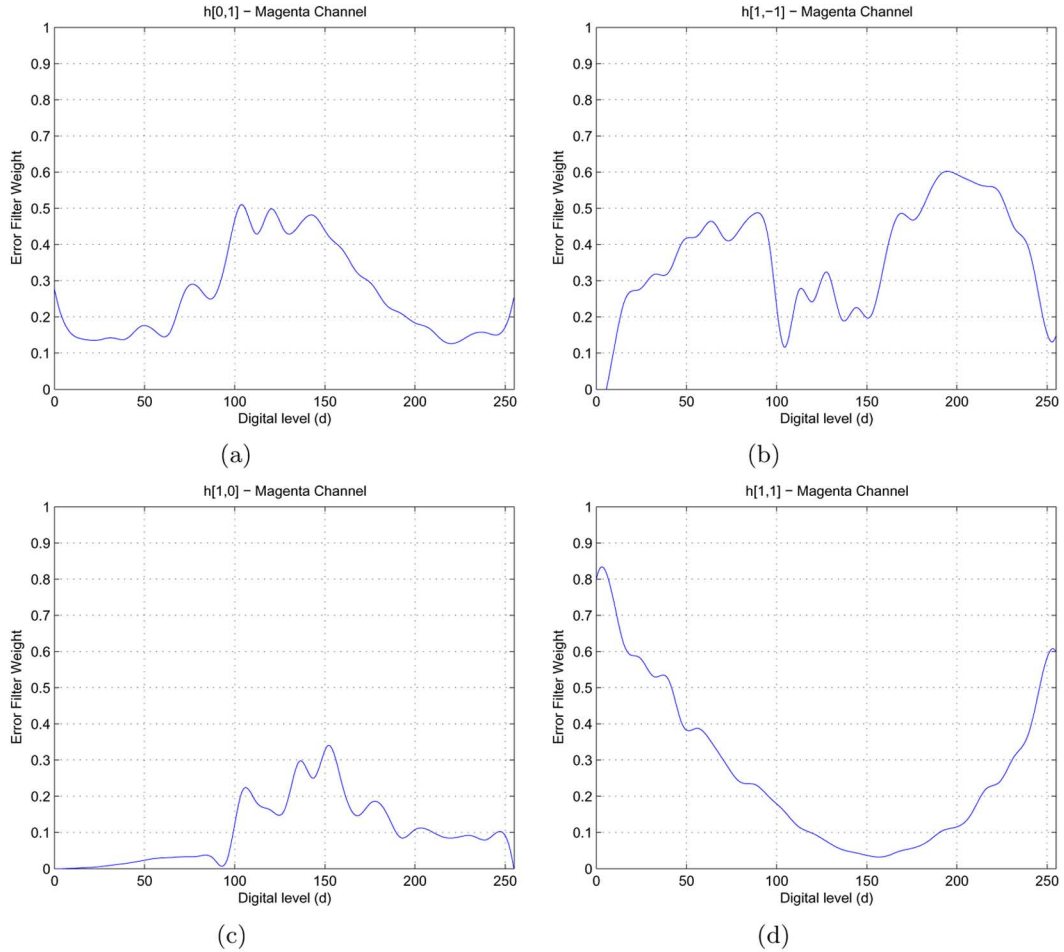 h[0,1] − Magenta Channel
1
0.9
0.8
0.7
0.6
0.5
0.4
0.3
0.2
0.1
0
Error Filter Weight
0 50 100 150 200 250
Digital level (d)
(a)
h[1,−1] − Magenta Channel
1
0.9
0.8
0.7
0.6
0.5
0.4
0.3
0.2
0.1
0
Error Filter Weight
0 50 100 150 200 250
Digital level (d)
(b)
h[1,0] − Magenta Channel
1
0.9
0.8
0.7
0.6
0.5
0.4
0.3
0.2
0.1
0
Error Filter Weight
0 50 100 150 200 250
Digital level (d)
(c)
h[1,1] − Magenta Channel
1
0.9
0.8
0.7
0.6
0.5
0.4
0.3
0.2
0.1
0
Error Filter Weight
0 50 100 150 200 250
Digital level (d)
(d)